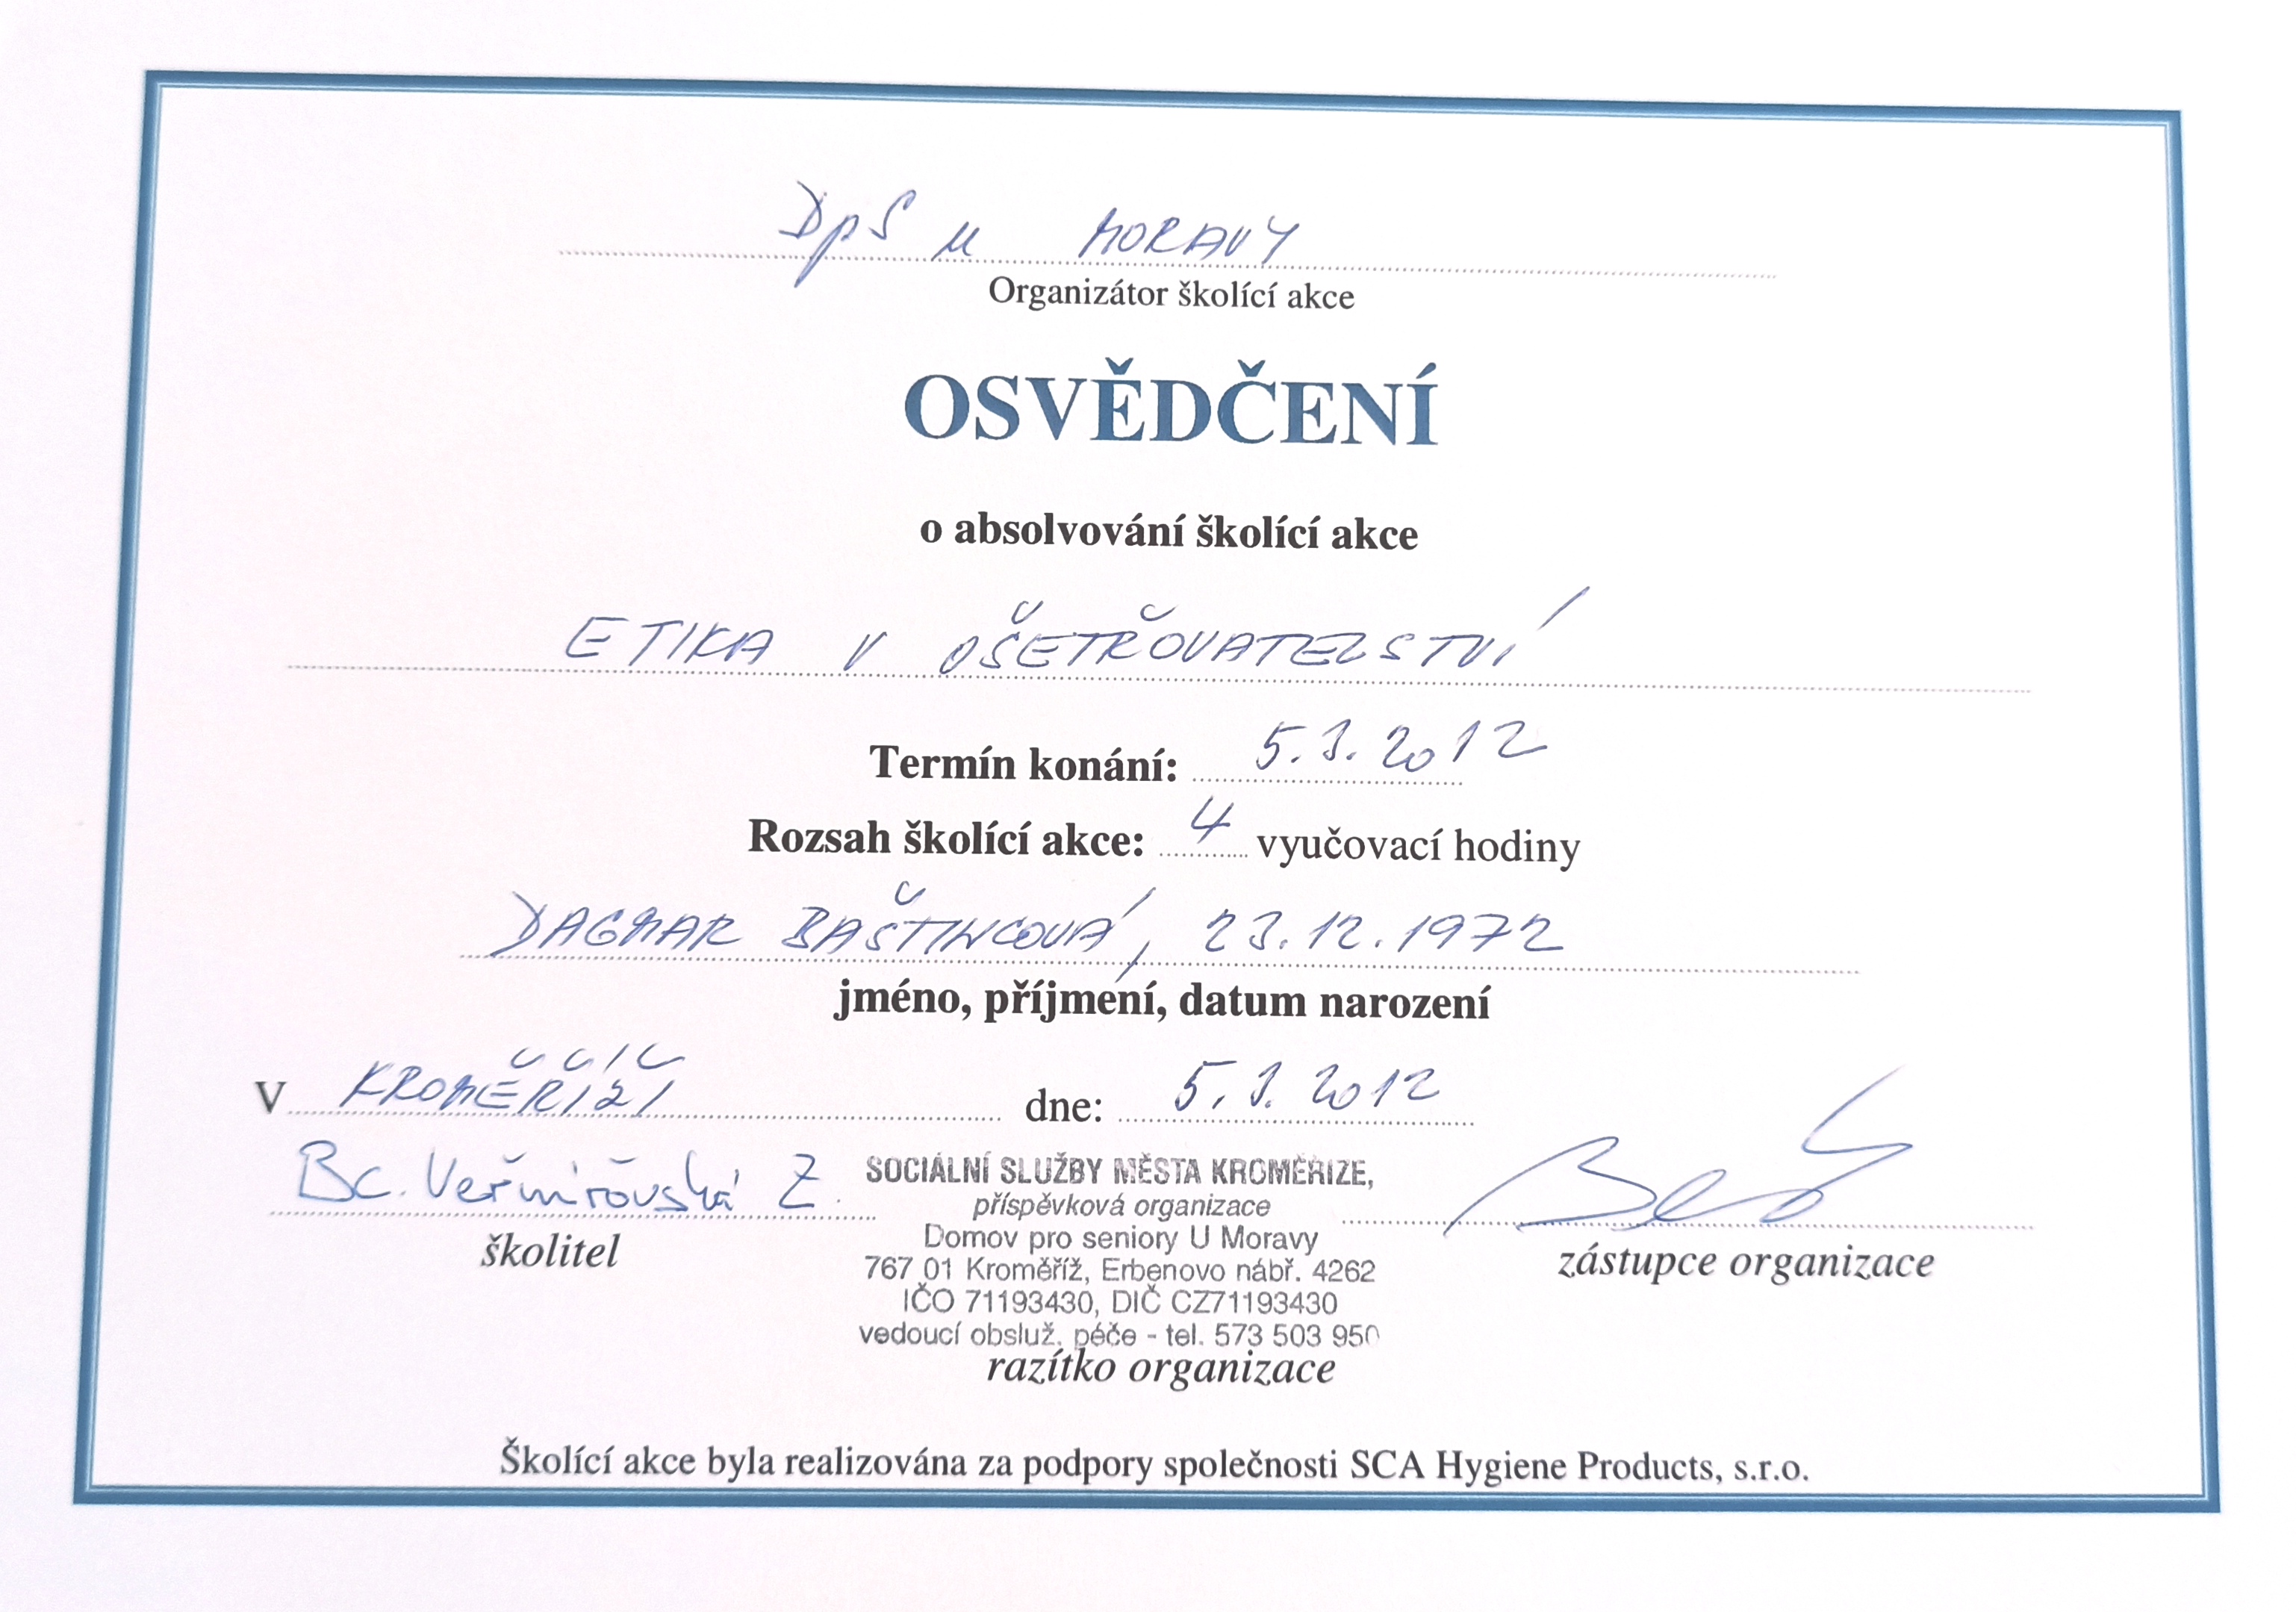 DpS u MORAVY
Organizátor školící akce
OSVĚDČENÍ
o absolvování školící akce
ETIKA V OŠETŘOVATELSTVÍ
Termín konání: 5.3.2012
Rozsah školící akce: 4 vyučovací hodiny
DAGMAR BAŠTINCOVÁ, 23.12.1972
jméno, příjmení, datum narození
V KROMĚŘÍŽI dne: 5.3.2012
Bc. Veřmiřovská Z.
školitel
SOCIÁLNÍ SLUŽBY MĚSTA KROMĚŘÍŽE,
příspěvková organizace
Domov pro seniory U Moravy
767 01 Kroměříž, Erbenovo nábř. 4262
IČO 71193430, DIČ CZ71193430
vedoucí obsluž. péče - tel. 573 503 950
zástupce organizace
razítko organizace
Školící akce byla realizována za podpory společnosti SCA Hygiene Products, s.r.o.